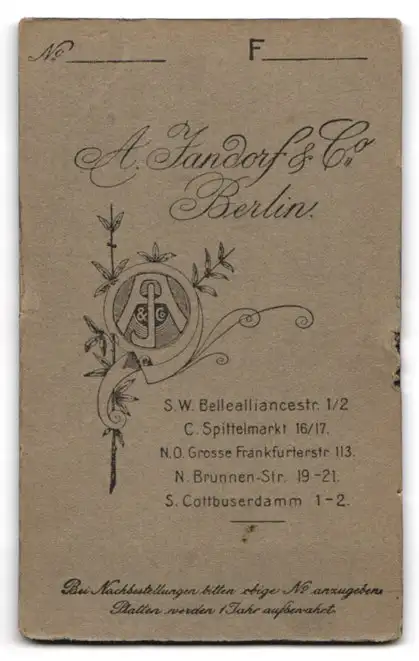 No F
A. Jandorf & Co.
Berlin.
A J & Co
S.W. Bellealliancestr. 1/2
C. Spittelmarkt 16/17.
N.O. Grosse Frankfurterstr 113.
N. Brunnen-Str. 19-21.
S. Cottbuserdamm 1-2.
Bei Nachbestellungen bitten obige No anzugeben.
Platten werden 1 Jahr aufbewahrt.